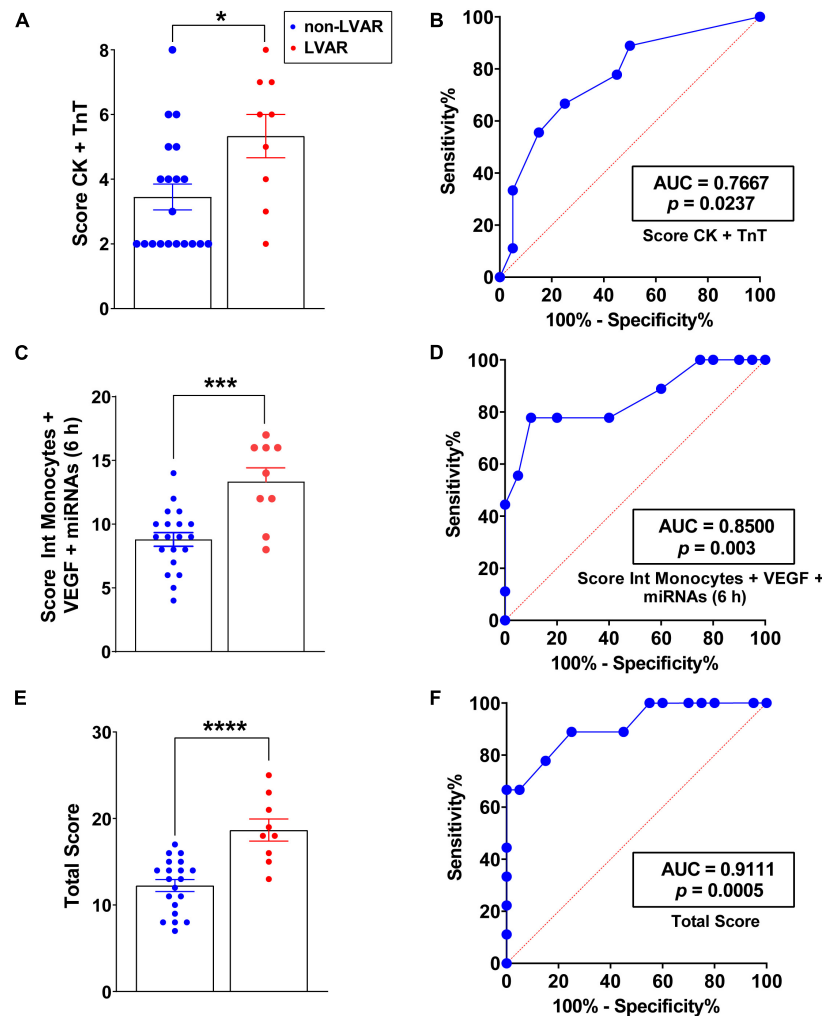 A
*
non-LVAR
LVAR
Score CK + TnT
8
6
4
2
0
B
Sensitivity%
100
80
60
40
20
0
AUC = 0.7667
p = 0.0237
Score CK + TnT
0 20 40 60 80 100
100% - Specificity%
C
***
Score Int Monocytes +
VEGF + miRNAs (6 h)
20
15
10
5
0
D
Sensitivity%
100
80
60
40
20
0
AUC = 0.8500
p = 0.003
Score Int Monocytes + VEGF +
miRNAs (6 h)
0 20 40 60 80 100
100% - Specificity%
E
****
Total Score
30
20
10
0
F
Sensitivity%
100
80
60
40
20
0
AUC = 0.9111
p = 0.0005
Total Score
0 20 40 60 80 100
100% - Specificity%